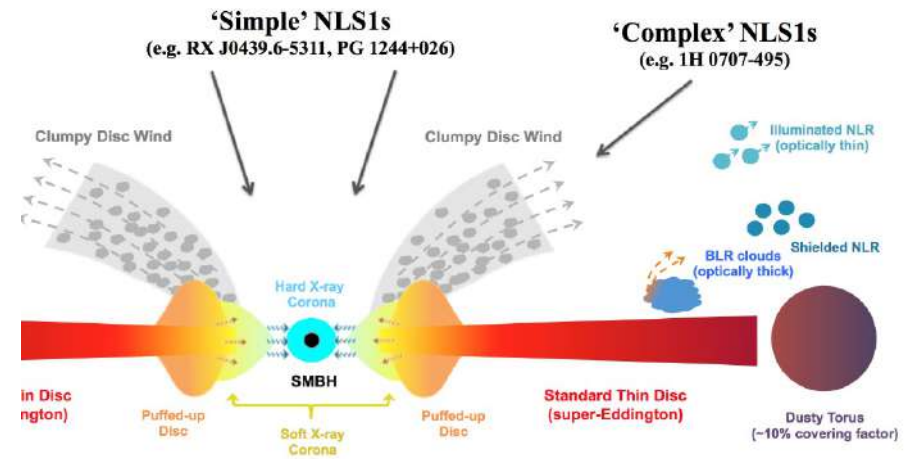 ‘Simple’ NLS1s
(e.g. RX J0439.6-5311, PG 1244+026)
‘Complex’ NLS1s
(e.g. 1H 0707-495)
Clumpy Disc Wind
Clumpy Disc Wind
Illuminated NLR
(optically thin)
Shielded NLR
BLR clouds
(optically thick)
Hard X-ray
Corona
SMBH
in Disc
ngton)
Puffed-up
Disc
Soft X-ray
Corona
Puffed-up
Disc
Standard Thin Disc
(super-Eddington)
Dusty Torus
(~10% covering factor)